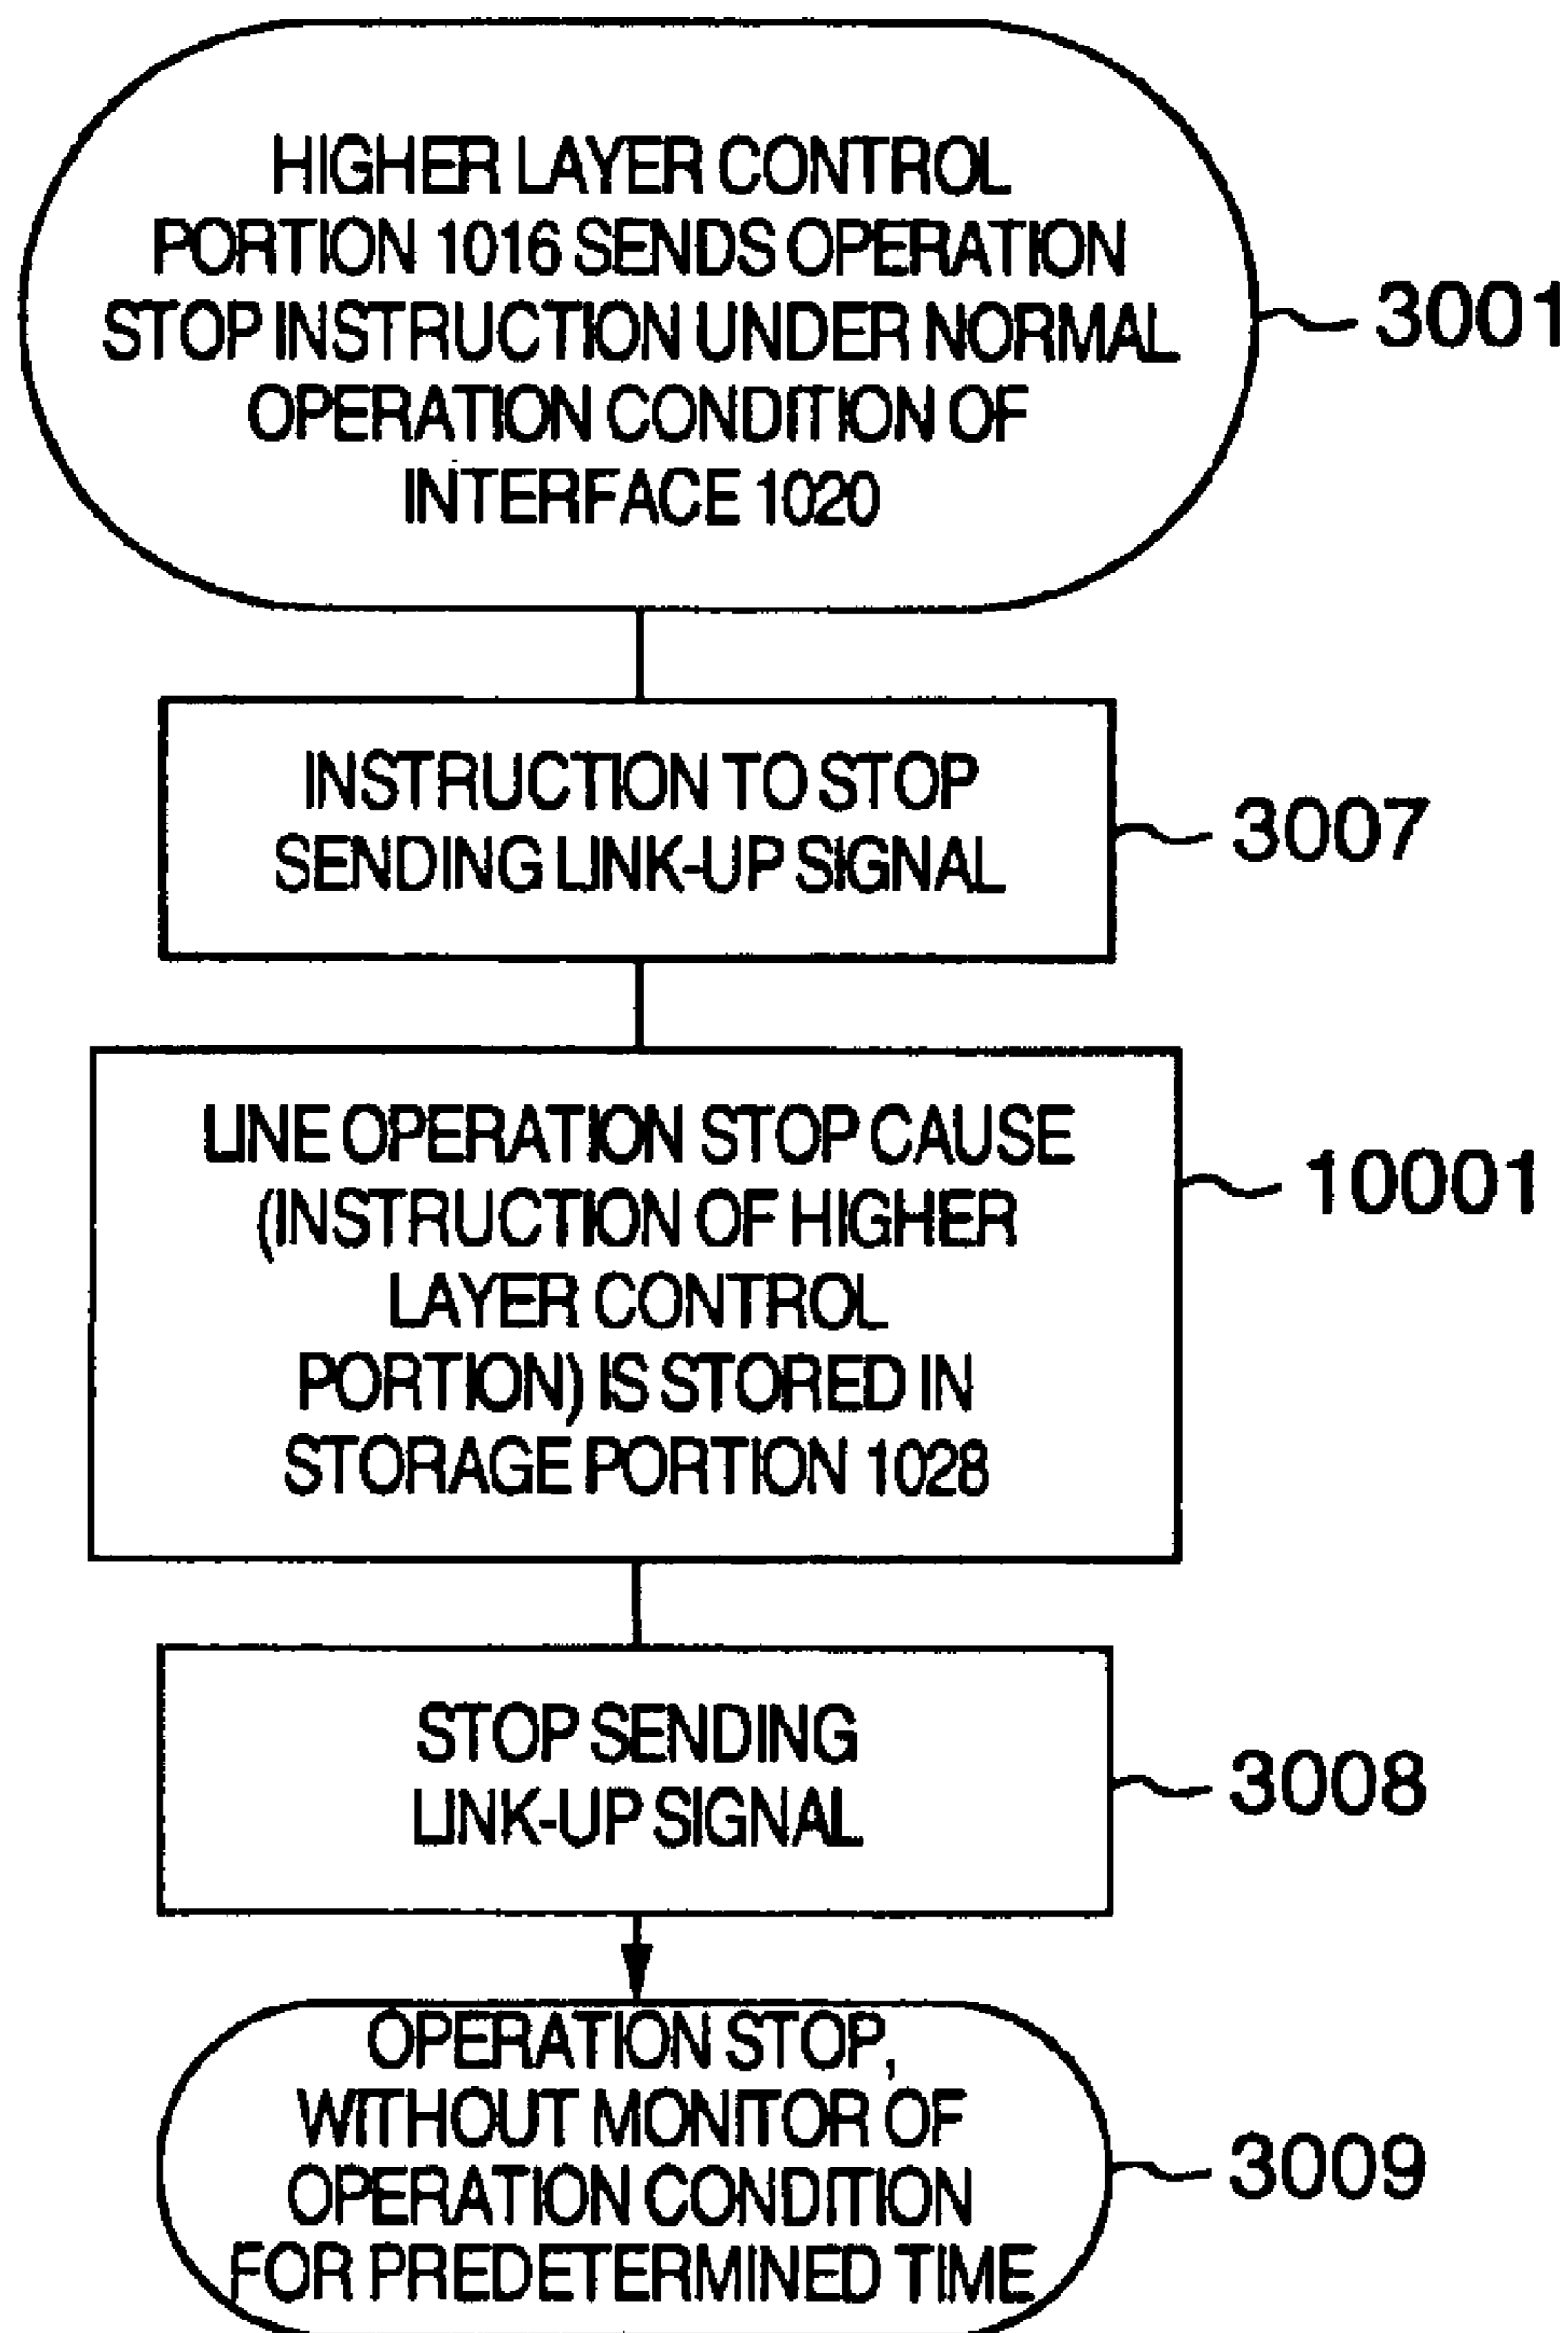 HIGHER LAYER CONTROL
PORTION 1016 SENDS OPERATION
STOP INSTRUCTION UNDER NORMAL
OPERATION CONDITION OF
INTERFACE 1020
3001
INSTRUCTION TO STOP
SENDING LINK-UP SIGNAL
3007
LINE OPERATION STOP CAUSE
(INSTRUCTION OF HIGHER
LAYER CONTROL
PORTION) IS STORED IN
STORAGE PORTION 1028
10001
STOP SENDING
LINK-UP SIGNAL
3008
OPERATION STOP,
WITHOUT MONITOR OF
OPERATION CONDITION
FOR PREDETERMINED TIME
3009